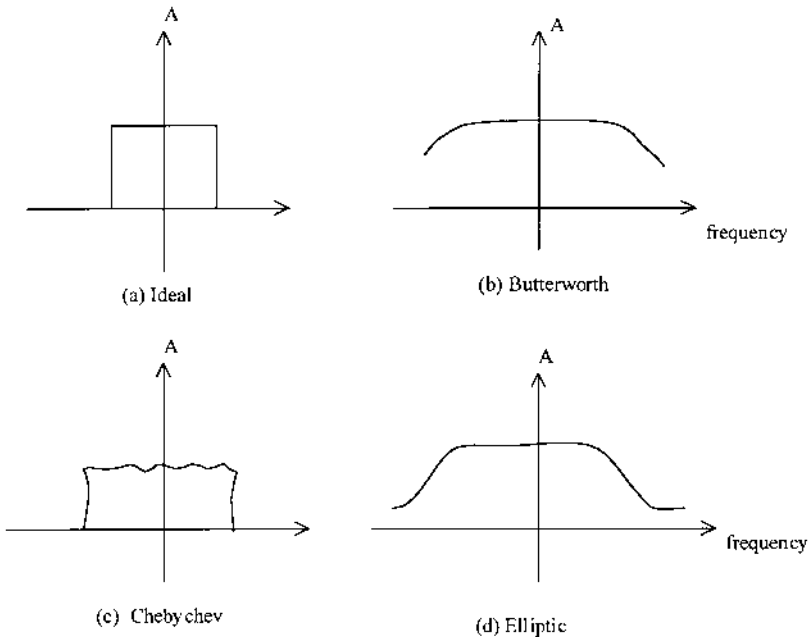 A
A
frequency
(a) Ideal
(b) Butterworth
A
A
frequency
(c) Chebychev
(d) Elliptic